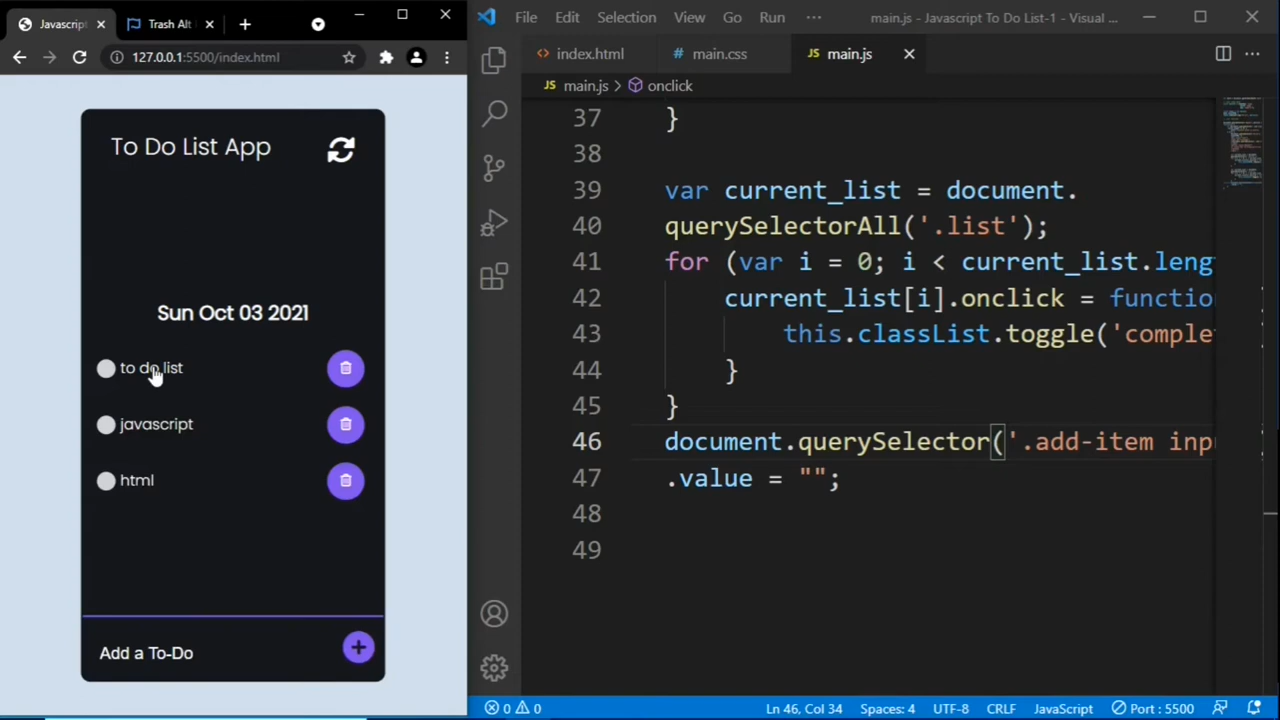 Javascript
Trash Alt
127.0.0.1:5500/index.html
To Do List App
Sun Oct 03 2021
to do list
javascript
html
Add a To-Do
File Edit Selection View Go Run ··· main.js - Javascript To Do List-1 - Visual ...
index.html main.css JS main.js
JS main.js > onclick
37 }
38
39 var current_list = document.
40 querySelectorAll('.list');
41 for (var i = 0; i < current_list.leng
42 current_list[i].onclick = functio
43 this.classList.toggle('comple
44 }
45 }
46 document.querySelector('.add-item inpu
47 .value = "";
48
49
0 0 Ln 46, Col 34 Spaces: 4 UTF-8 CRLF JavaScript Port : 5500